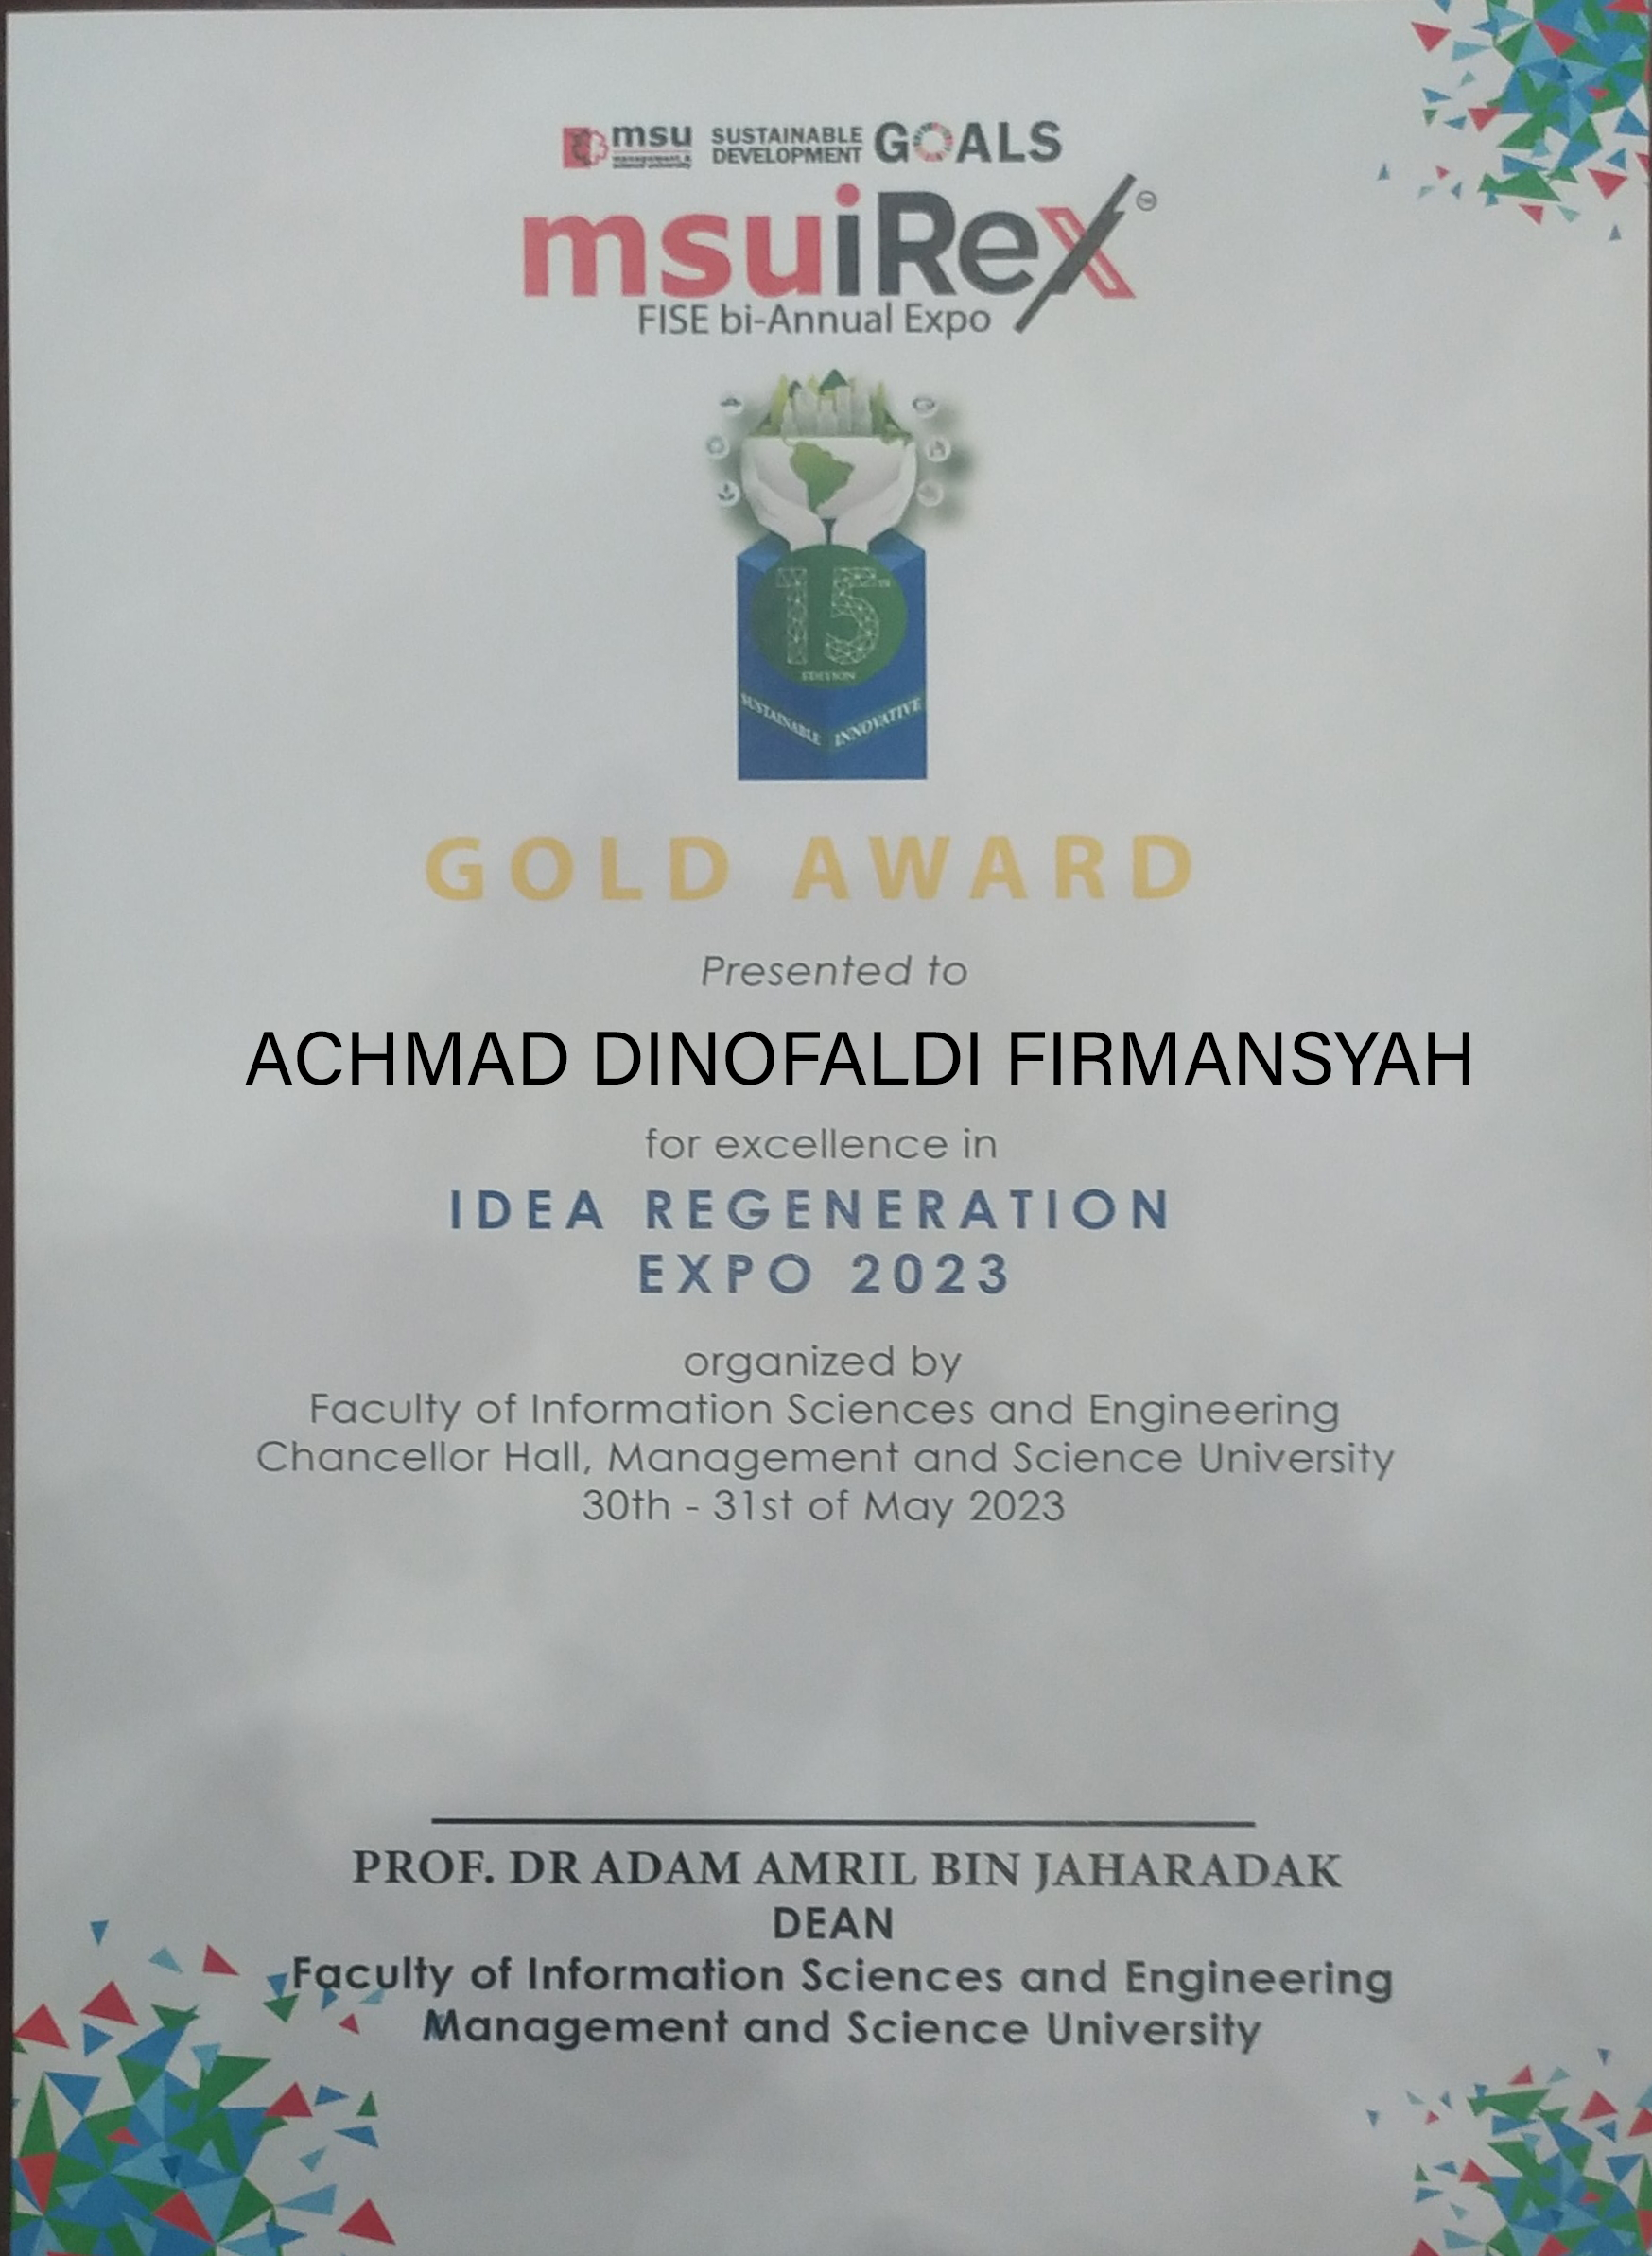 msu SUSTAINABLE DEVELOPMENT GOALS
management & science university
msuiRex
FISE bi-Annual Expo
15TH
EDITION
SUSTAINABLE INNOVATIVE
GOLD AWARD
Presented to
ACHMAD DINOFALDI FIRMANSYAH
for excellence in
IDEA REGENERATION
EXPO 2023
organized by
Faculty of Information Sciences and Engineering
Chancellor Hall, Management and Science University
30th - 31st of May 2023
PROF. DR ADAM AMRIL BIN JAHARADAK
DEAN
Faculty of Information Sciences and Engineering
Management and Science University